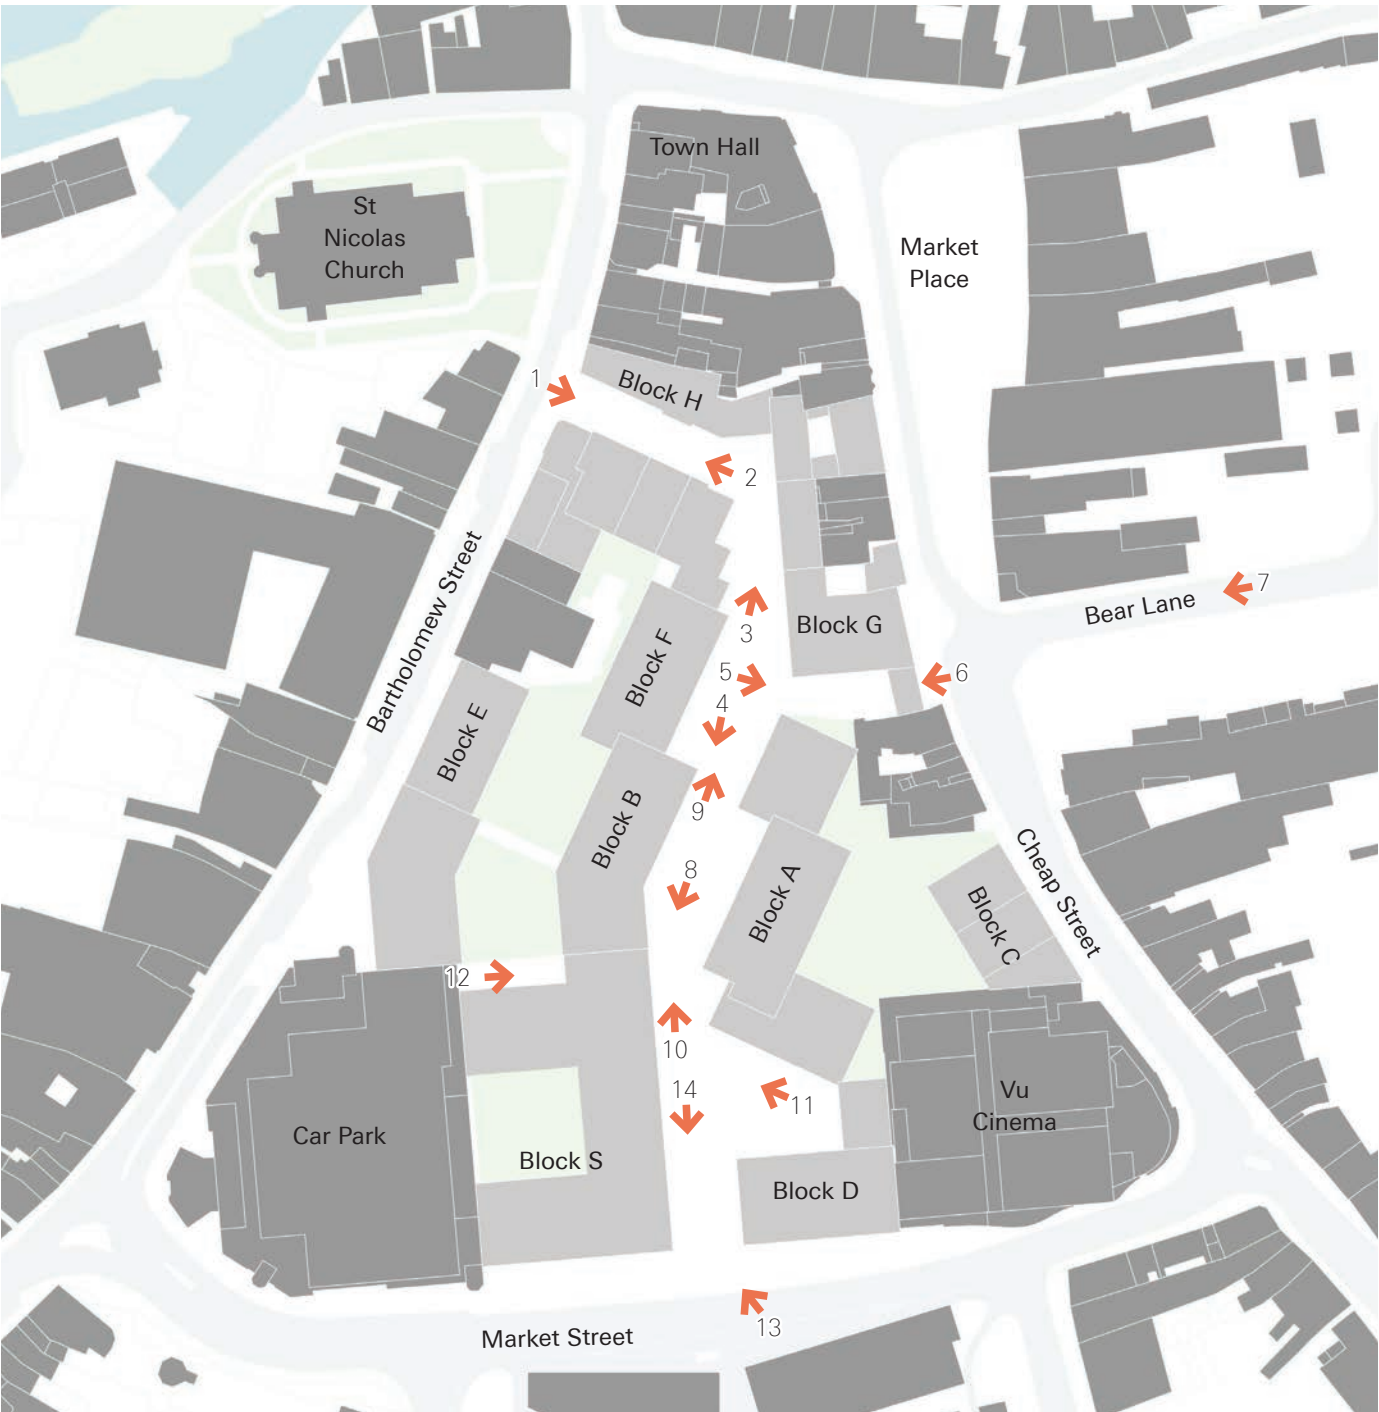 Town Hall
St
Nicolas
Church
Market
Place
1
Block H
2
Bartholomew Street
7
Bear Lane
3
Block G
Block F
5
6
4
Block E
9
Block B
8
Cheap Street
Block A
Block C
12
10
14
11
Vu
Cinema
Car Park
Block S
Block D
13
Market Street